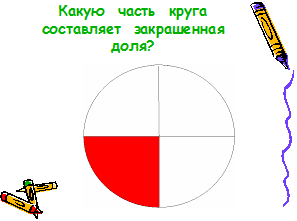 Какую часть круга
составляет закрашенная
доля?